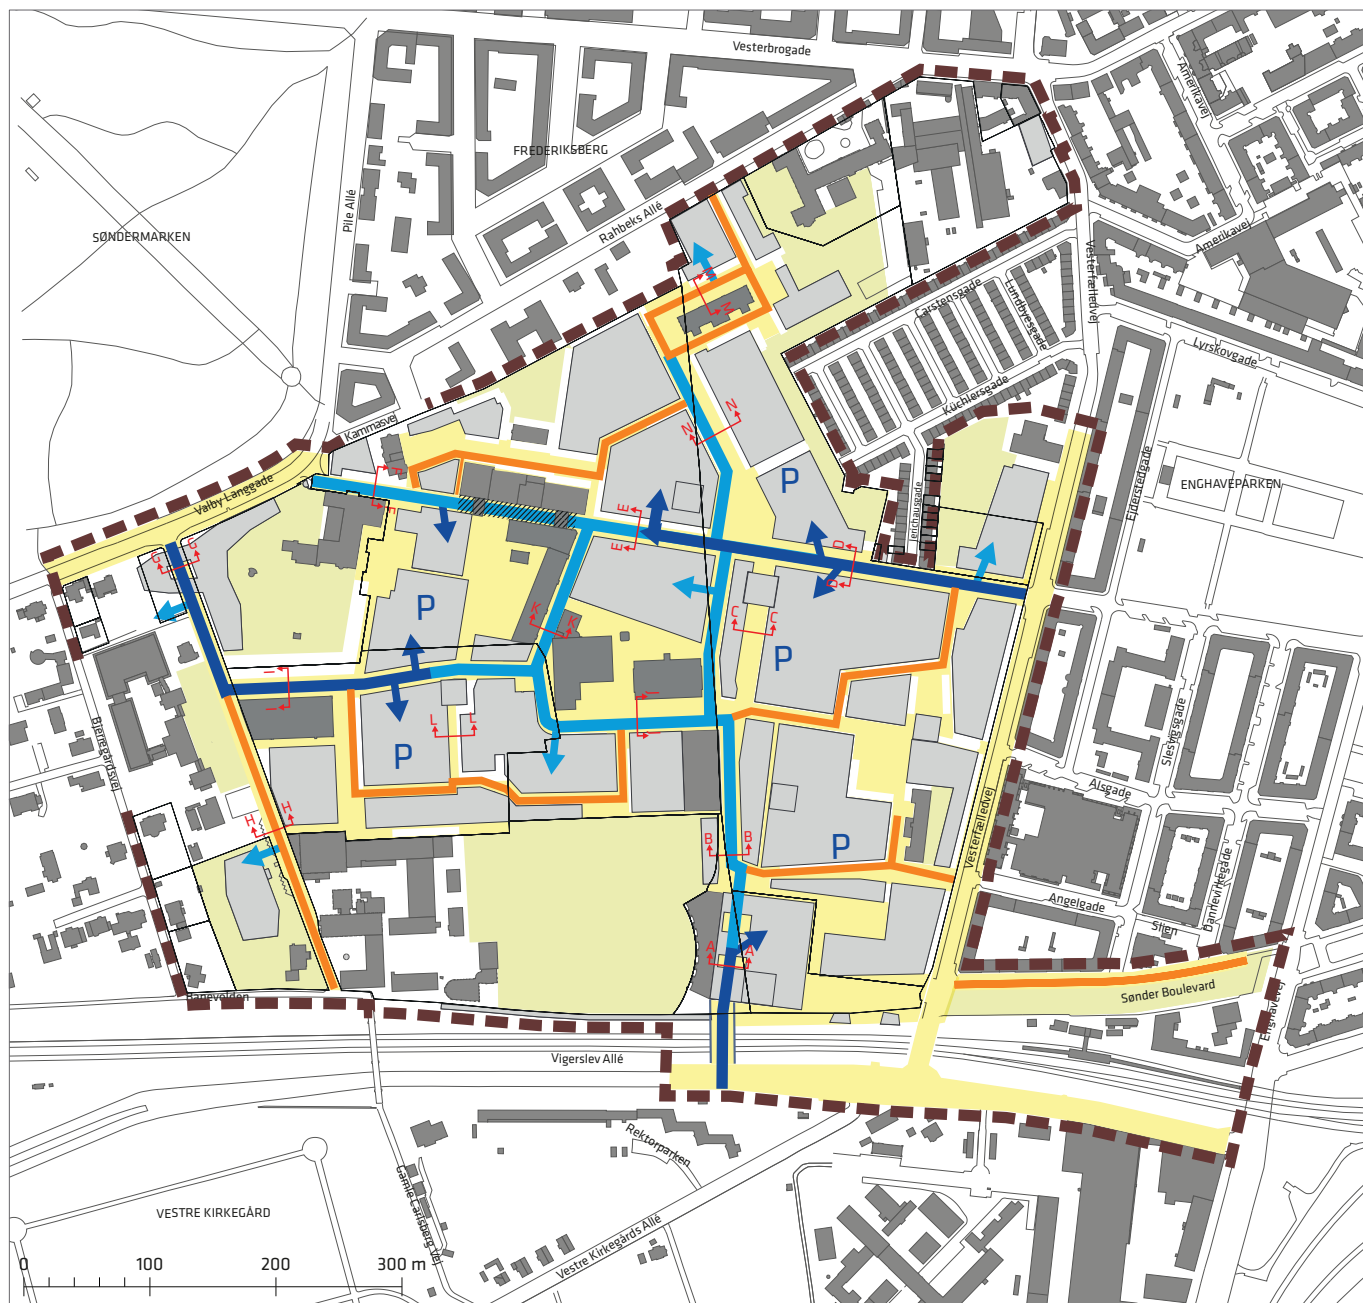 Vesterbrogade
Amerikavej
FREDERIKSBERG
Pile Allé
Rahbeks Allé
SØNDERMARKEN
Amerikavej
Vesterfælledvej
Carstensgade
Lundbyesgade
Lyrskovgade
M
M
Küchlersgade
N
N
Kammasvej
F
F
P
Valby Langgade
Jerichausgade
Ejderstedgade
ENGHAVEPARKEN
E
E
G
G
D
D
P
K
K
C
C
P
I
I
J
J
L
L
P
Bjerregårdsvej
Slesvigsgade
Alsgade
H
H
B
B
P
Vesterfælledvej
Dannevirkegade
Angelgade
Slien
A
A
Banevolden
Sønder Boulevard
Enghavevej
Vigerslev Allé
Rektorparken
Gamle Carlsberg Vej
VESTRE KIRKEGÅRD
Vestre Kirkegårds Allé
0 100 200 300 m